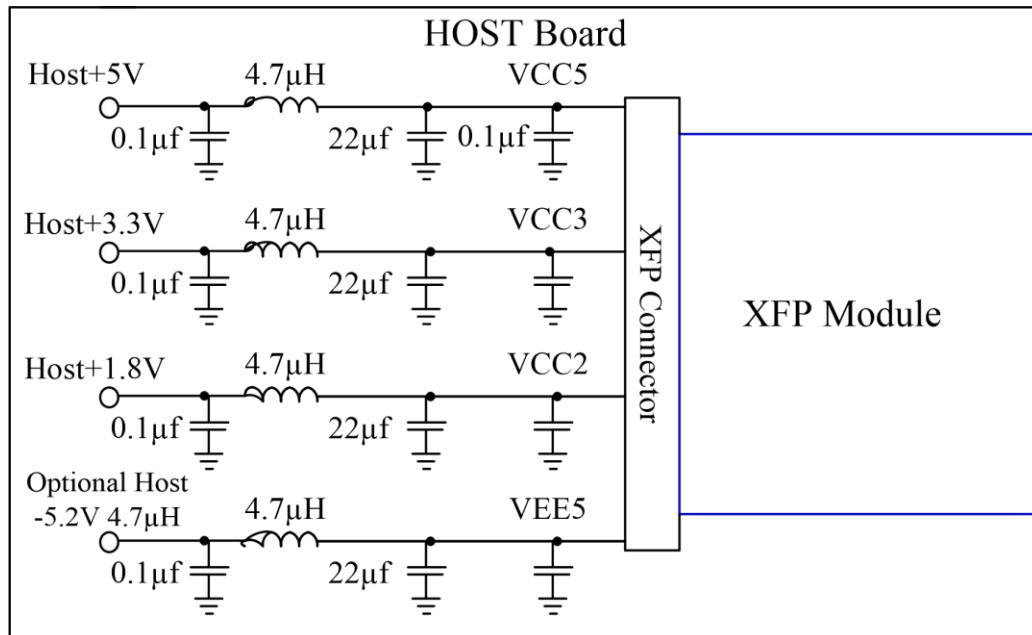 HOST Board
Host+5V
4.7μH
VCC5
0.1μf
22μf
0.1μf
Host+3.3V
4.7μH
VCC3
0.1μf
22μf
XFP Connector
XFP Module
Host+1.8V
4.7μH
VCC2
0.1μf
22μf
Optional Host
-5.2V 4.7μH
4.7μH
VEE5
0.1μf
22μf